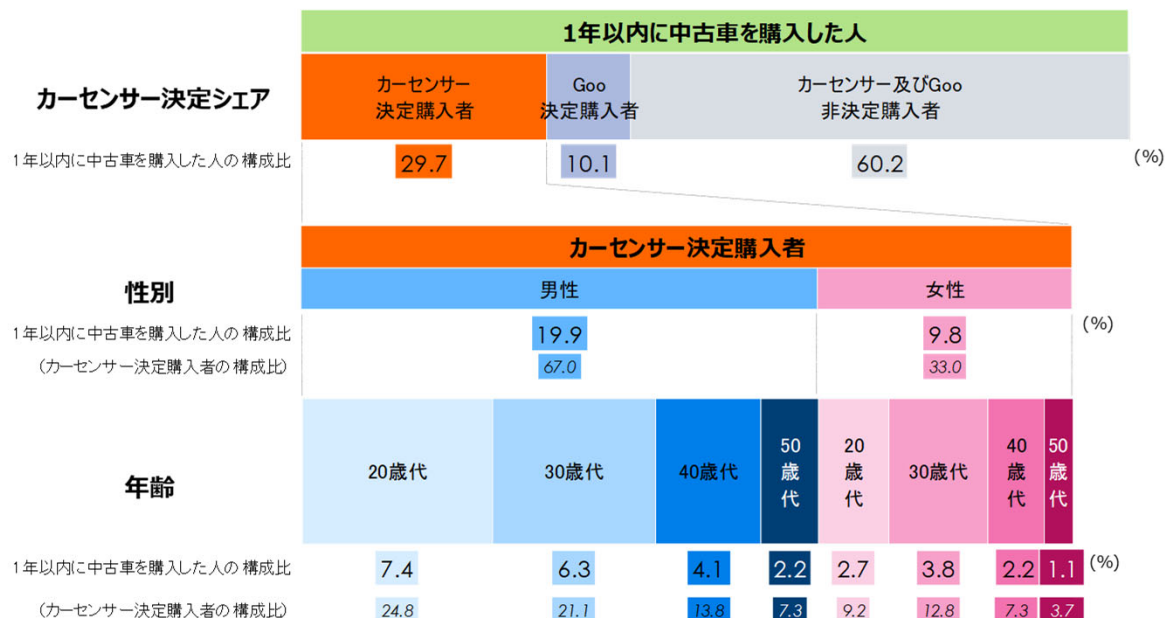 1年以内に中古車を購入した人
カーセンサー決定シェア
カーセンサー
決定購入者
Goo
決定購入者
カーセンサー及びGoo
非決定購入者
1年以内に中古車を購入した人の構成比
29.7
10.1
60.2
(%)
カーセンサー決定購入者
性別
男性
女性
1年以内に中古車を購入した人の構成比
19.9
9.8
(%)
(カーセンサー決定購入者の構成比)
67.0
33.0
年齢
20歳代
30歳代
40歳代
50歳代
20歳代
30歳代
40歳代
50歳代
1年以内に中古車を購入した人の構成比
7.4
6.3
4.1
2.2
2.7
3.8
2.2
1.1
(%)
(カーセンサー決定購入者の構成比)
24.8
21.1
13.8
7.3
9.2
12.8
7.3
3.7